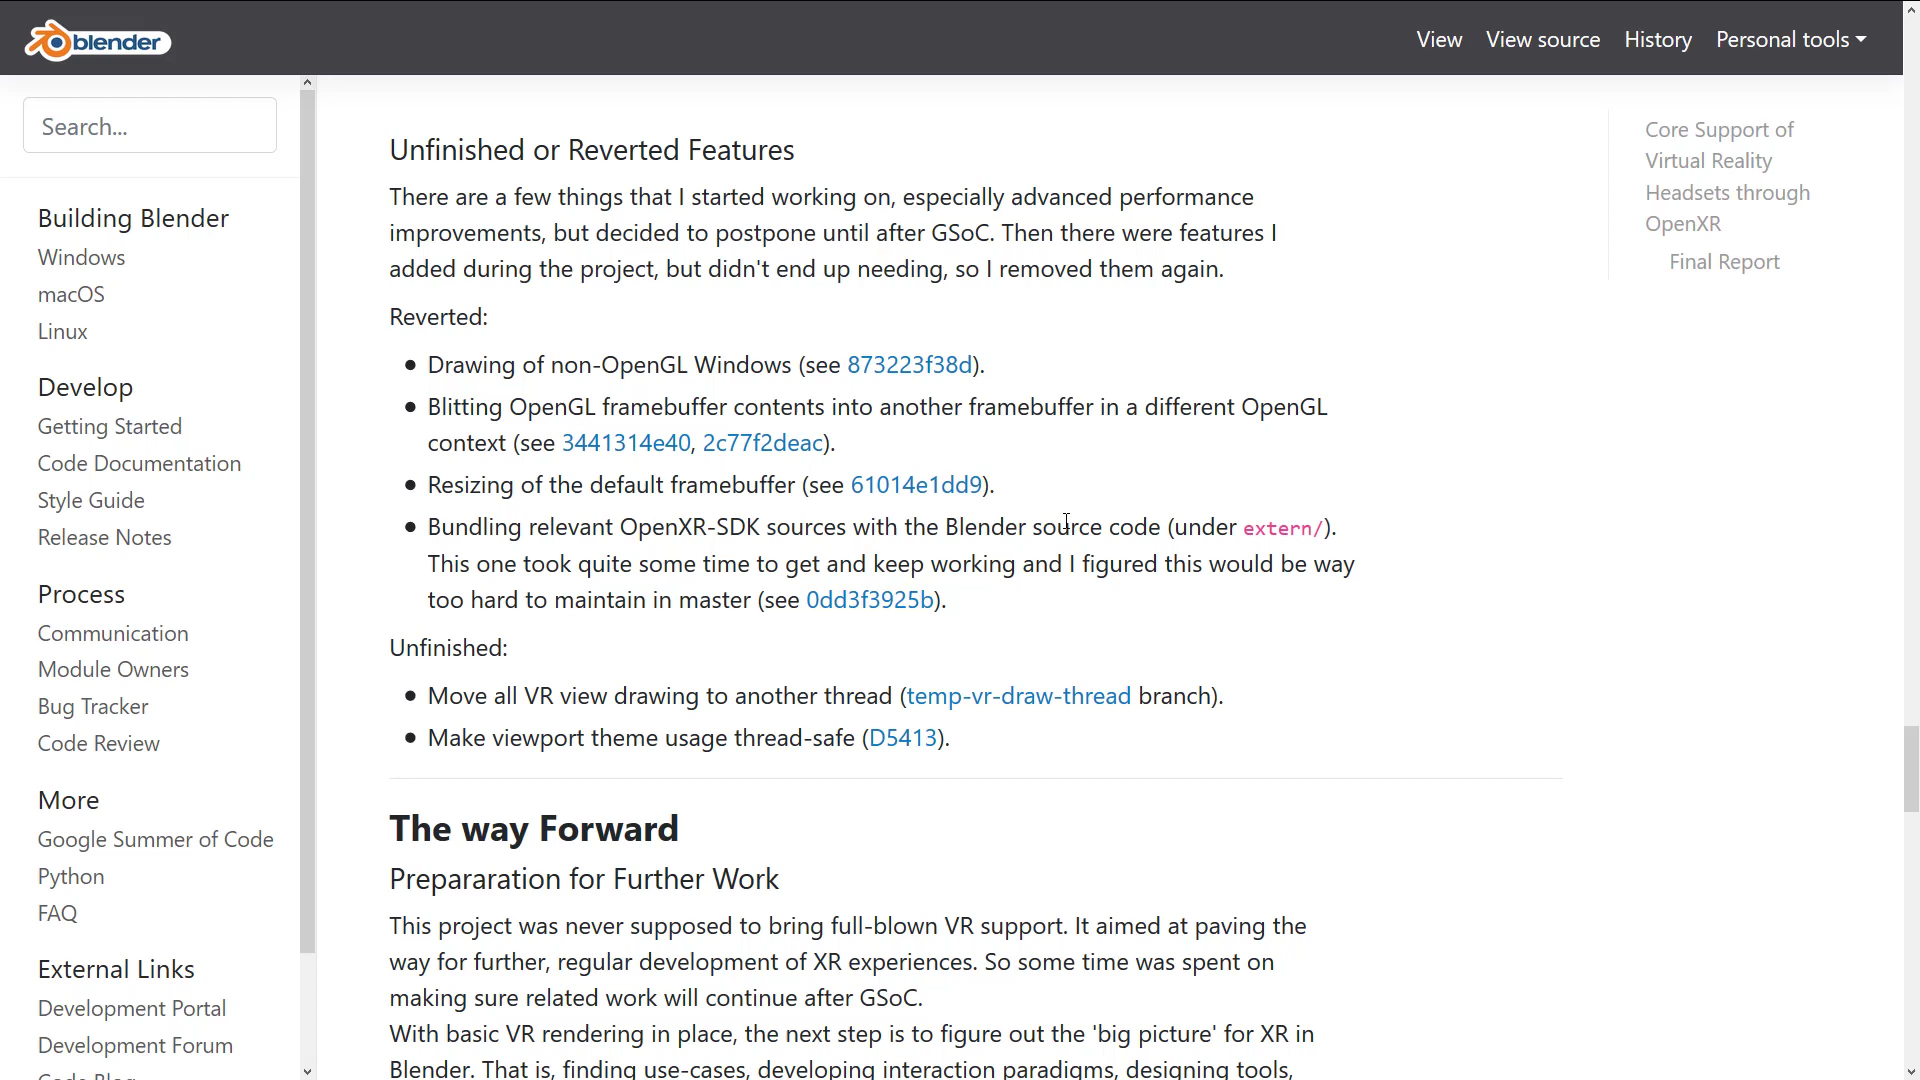 blender
View View source History Personal tools
Search...
Building Blender
Windows
macOS
Linux
Develop
Getting Started
Code Documentation
Style Guide
Release Notes
Process
Communication
Module Owners
Bug Tracker
Code Review
More
Google Summer of Code
Python
FAQ
External Links
Development Portal
Development Forum
Unfinished or Reverted Features
There are a few things that I started working on, especially advanced performance
improvements, but decided to postpone until after GSoC. Then there were features I
added during the project, but didn't end up needing, so I removed them again.
Reverted:
Drawing of non-OpenGL Windows (see 873223f38d).
Blitting OpenGL framebuffer contents into another framebuffer in a different OpenGL
context (see 3441314e40, 2c77f2deac).
Resizing of the default framebuffer (see 61014e1dd9).
Bundling relevant OpenXR-SDK sources with the Blender source code (under extern/).
This one took quite some time to get and keep working and I figured this would be way
too hard to maintain in master (see 0dd3f3925b).
Unfinished:
Move all VR view drawing to another thread (temp-vr-draw-thread branch).
Make viewport theme usage thread-safe (D5413).
The way Forward
Prepararation for Further Work
This project was never supposed to bring full-blown VR support. It aimed at paving the
way for further, regular development of XR experiences. So some time was spent on
making sure related work will continue after GSoC.
With basic VR rendering in place, the next step is to figure out the 'big picture' for XR in
Blender. That is, finding use-cases, developing interaction paradigms, designing tools,
Core Support of
Virtual Reality
Headsets through
OpenXR
Final Report